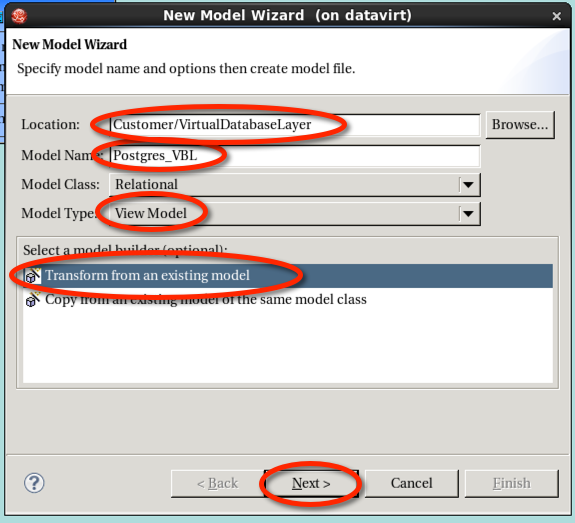 New Model Wizard (on datavirt)
New Model Wizard
Specify model name and options then create model file.
Location: Customer/VirtualDatabaseLayer Browse...
Model Name: Postgres_VBL
Model Class: Relational
Model Type: View Model
Select a model builder (optional):
Transform from an existing model
Copy from an existing model of the same model class
< Back Next > Cancel Finish